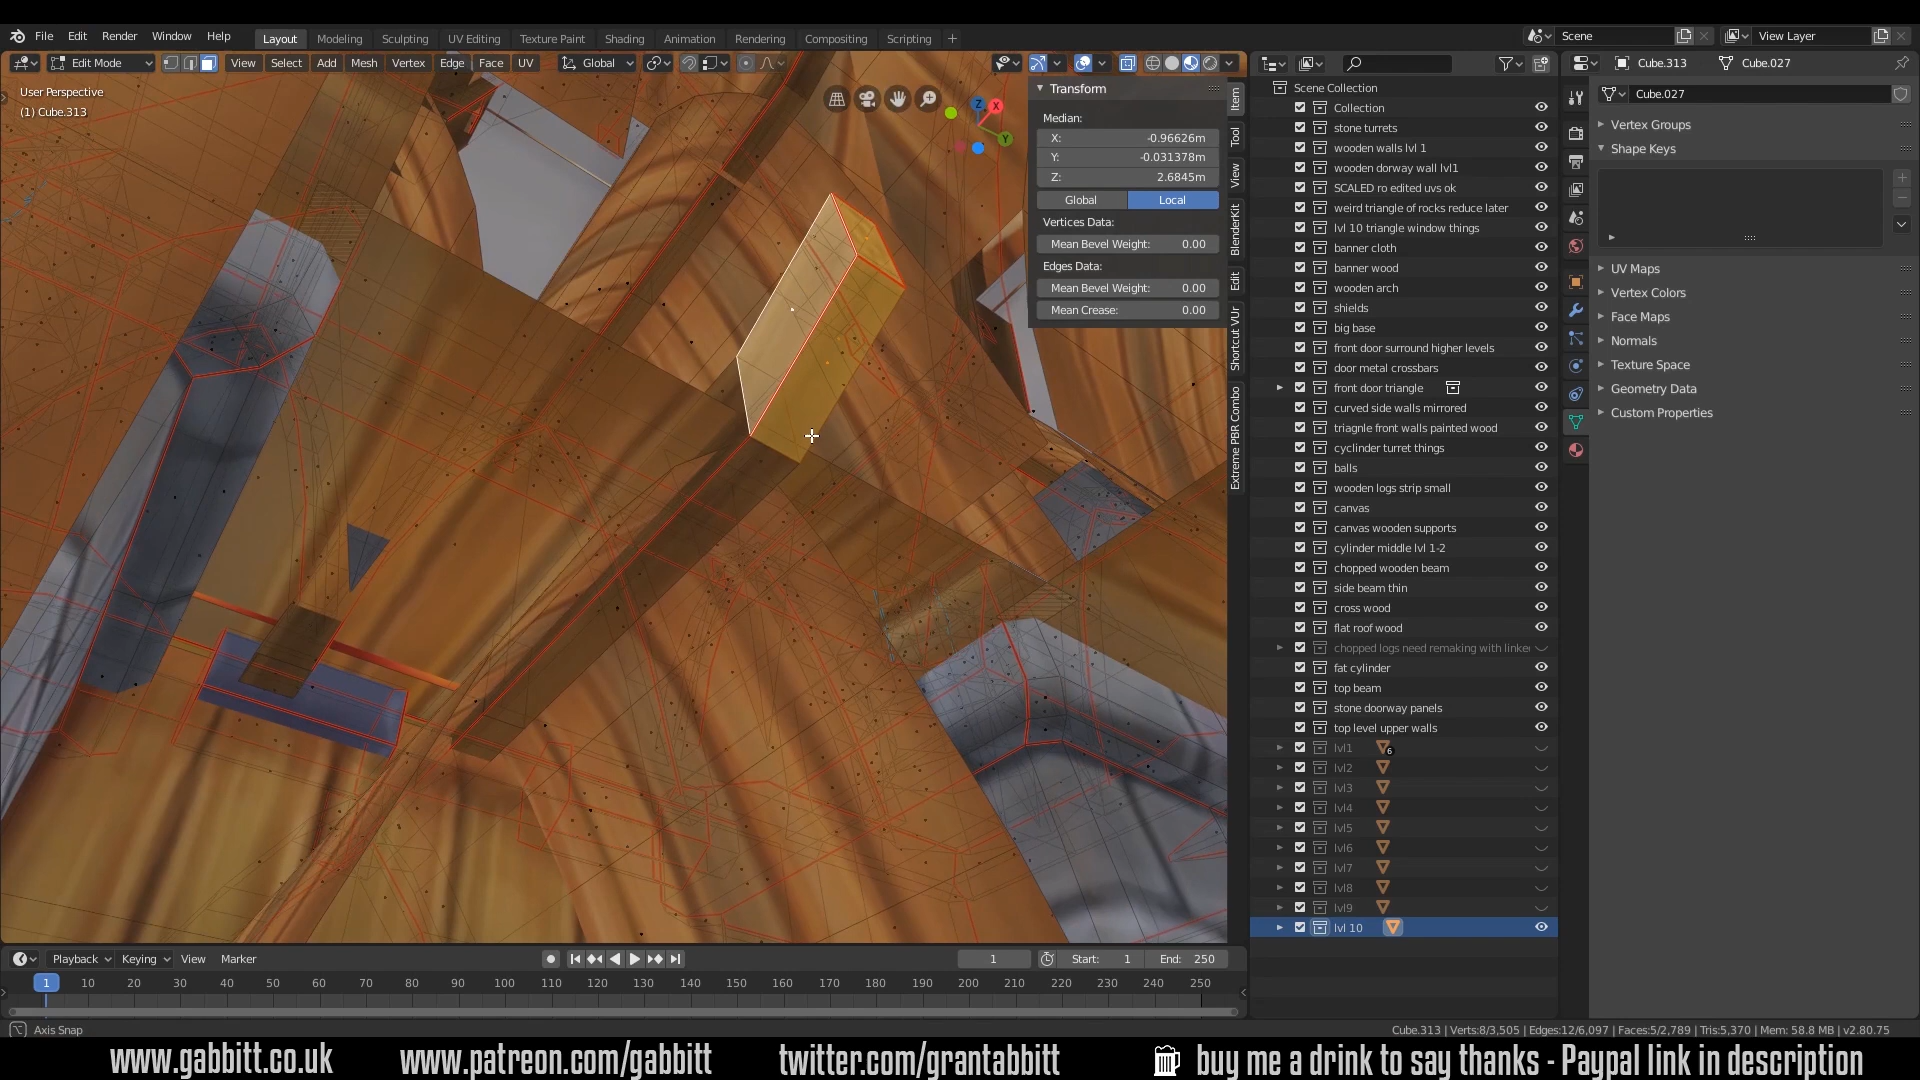 File Edit Render Window Help Layout Modeling Sculpting UV Editing Texture Paint Shading Animation Rendering Compositing Scripting + Scene View Layer
Edit Mode View Select Add Mesh Vertex Edge Face UV Global
Cube.313 Cube.027
User Perspective
(1) Cube.313
Transform
Median:
X: -0.96626m
Y: -0.031378m
Z: 2.6845m
Global Local
Vertices Data:
Mean Bevel Weight: 0.00
Edges Data:
Mean Bevel Weight: 0.00
Mean Crease: 0.00
Item
Tool
View
BlenderKit
Edit
Shortcut VUr
Extreme PBR Combo
Z
X
Y
Scene Collection
Collection
stone turrets
wooden walls lvl 1
wooden dorway wall lvl1
SCALED ro edited uvs ok
weird triangle of rocks reduce later
lvl 10 triangle window things
banner cloth
banner wood
wooden arch
shields
big base
front door surround higher levels
door metal crossbars
front door triangle
curved side walls mirrored
triagnle front walls painted wood
cyclinder turret things
balls
wooden logs strip small
canvas
canvas wooden supports
cylinder middle lvl 1-2
chopped wooden beam
side beam thin
cross wood
flat roof wood
chopped logs need remaking with linke
fat cylinder
top beam
stone doorway panels
top level upper walls
lvl1 6
lvl2
lvl3
lvl4
lvl5
lvl6
lvl7
lvl8
lvl9
lvl 10
Cube.027
Vertex Groups
Shape Keys
UV Maps
Vertex Colors
Face Maps
Normals
Texture Space
Geometry Data
Custom Properties
Playback Keying View Marker 1 Start: 1 End: 250
1 10 20 30 40 50 60 70 80 90 100 110 120 130 140 150 160 170 180 190 200 210 220 230 240 250
Axis Snap
Cube.313 | Verts:8/3,505 | Edges:12/6,097 | Faces:5/2,789 | Tris:5,370 | Mem: 58.8 MB | v2.80.75
www.gabbitt.co.uk www.patreon.com/gabbitt twitter.com/grantabbitt buy me a drink to say thanks - Paypal link in description